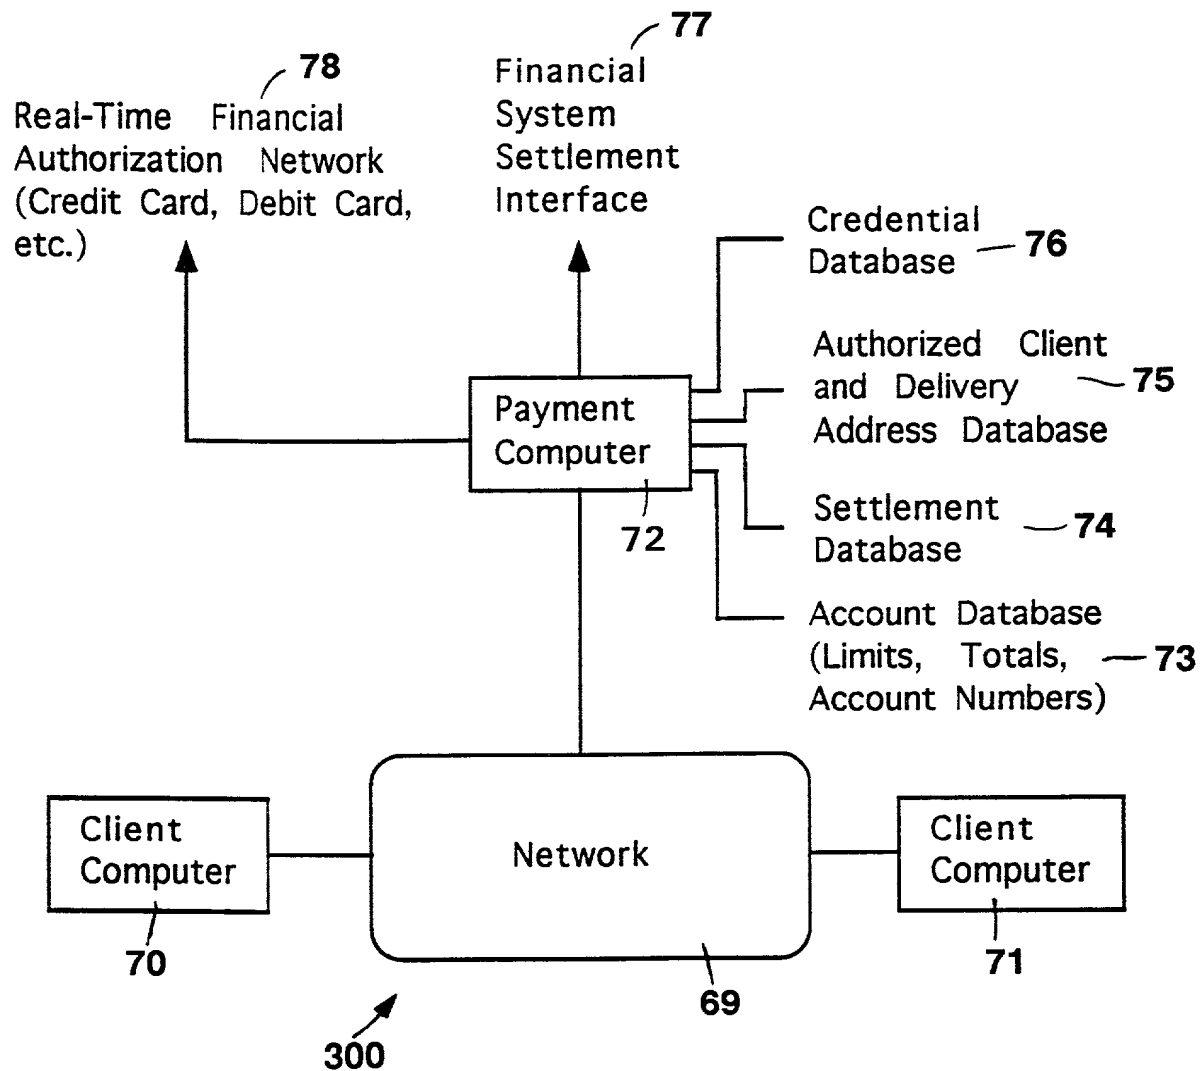 77
78
Real-Time Financial
Authorization Network
(Credit Card, Debit Card,
etc.)
Financial
System
Settlement
Interface
Credential
Database
76
Authorized Client
and Delivery
Address Database
75
Payment
Computer
72
Settlement
Database
74
Account Database
(Limits, Totals,
Account Numbers)
73
Client
Computer
70
Network
69
Client
Computer
71
300